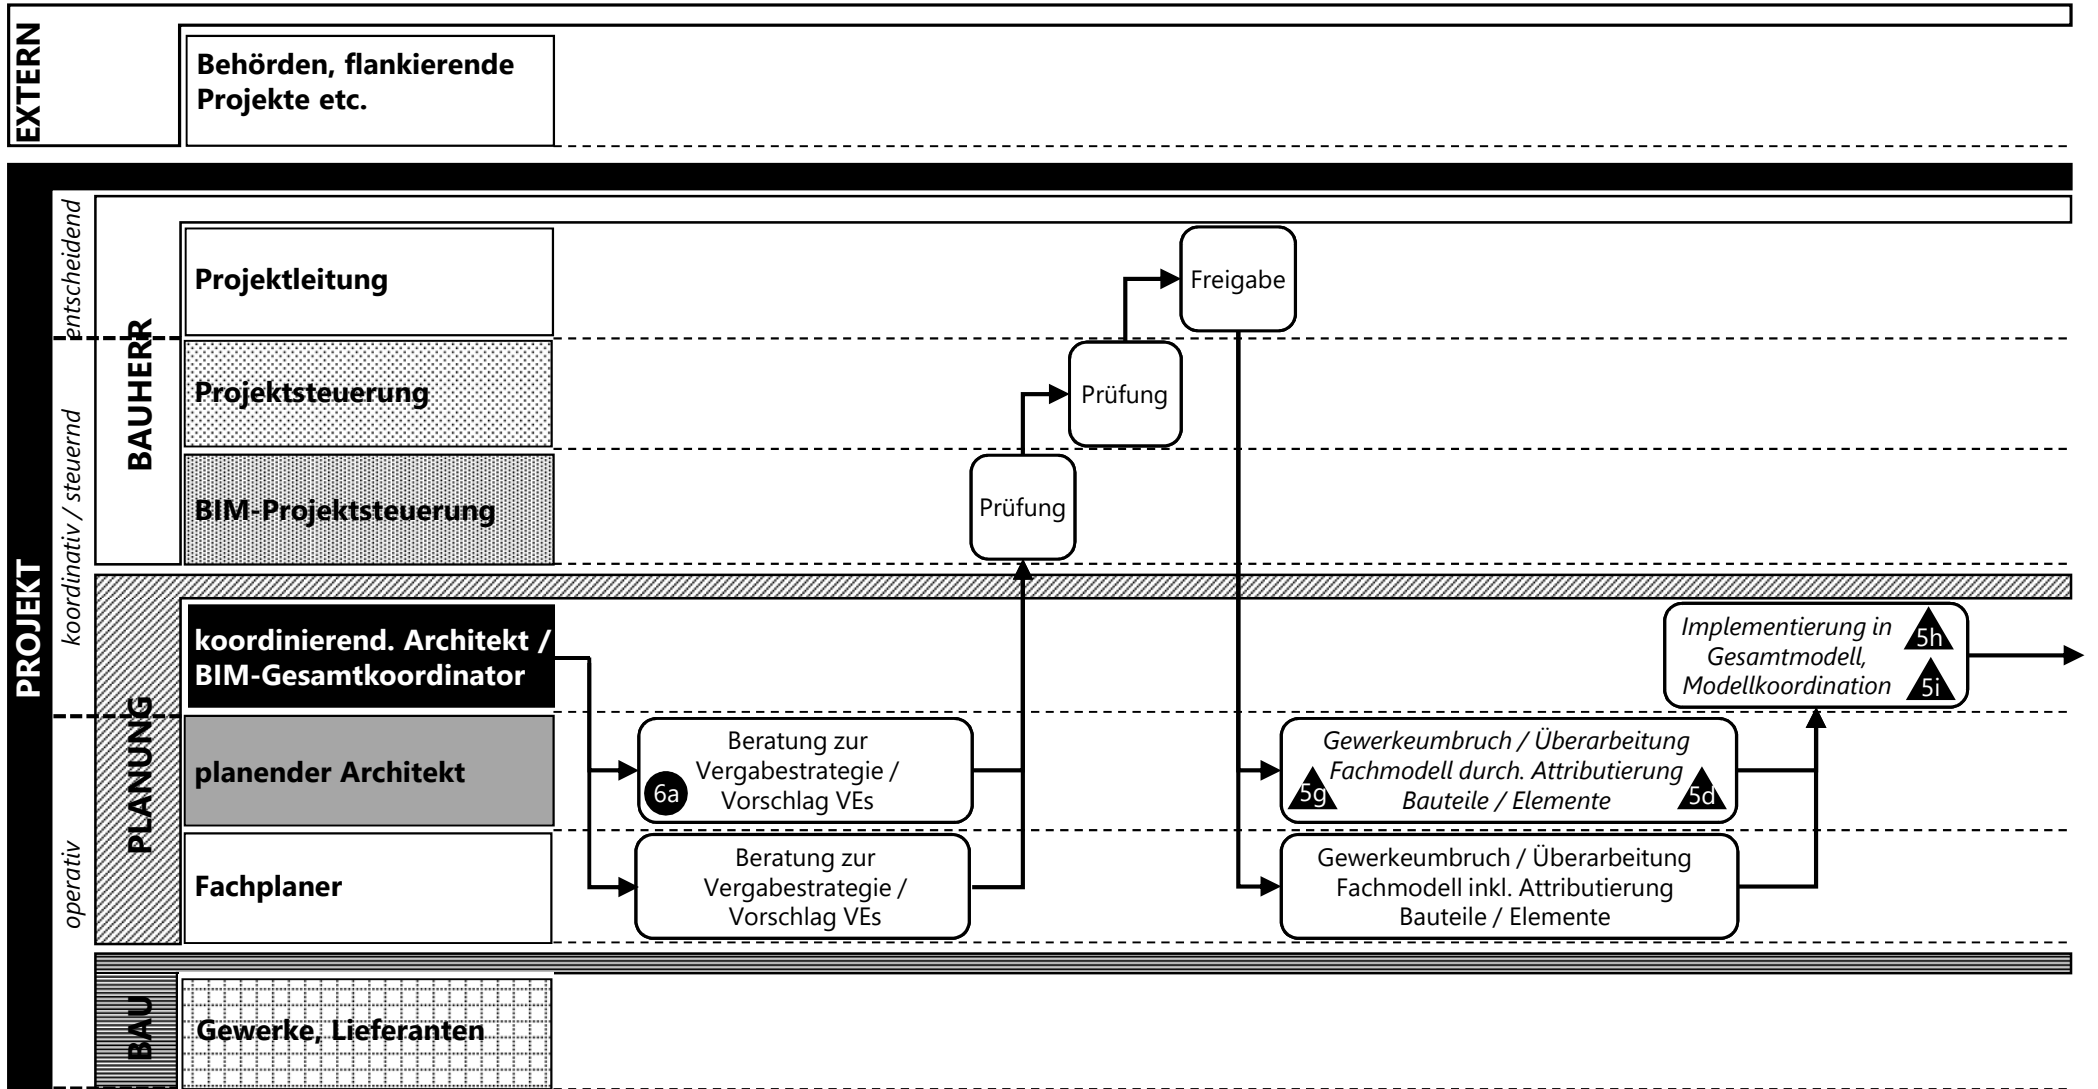 EXTERN
Behörden, flankierende
Projekte etc.
PROJEKT
entscheidend
koordinativ / steuernd
operativ
BAUHERR
Projektleitung
Freigabe
Projektsteuerung
Prüfung
BIM-Projektsteuerung
Prüfung
PLANUNG
koordinierend. Architekt /
BIM-Gesamtkoordinator
Implementierung in
Gesamtmodell,
Modellkoordination
5h
5i
planender Architekt
Beratung zur
Vergabestrategie /
Vorschlag VEs
6a
Gewerkeumbruch / Überarbeitung
Fachmodell durch. Attributierung
Bauteile / Elemente
5g
5d
Fachplaner
Beratung zur
Vergabestrategie /
Vorschlag VEs
Gewerkeumbruch / Überarbeitung
Fachmodell inkl. Attributierung
Bauteile / Elemente
BAU
Gewerke, Lieferanten